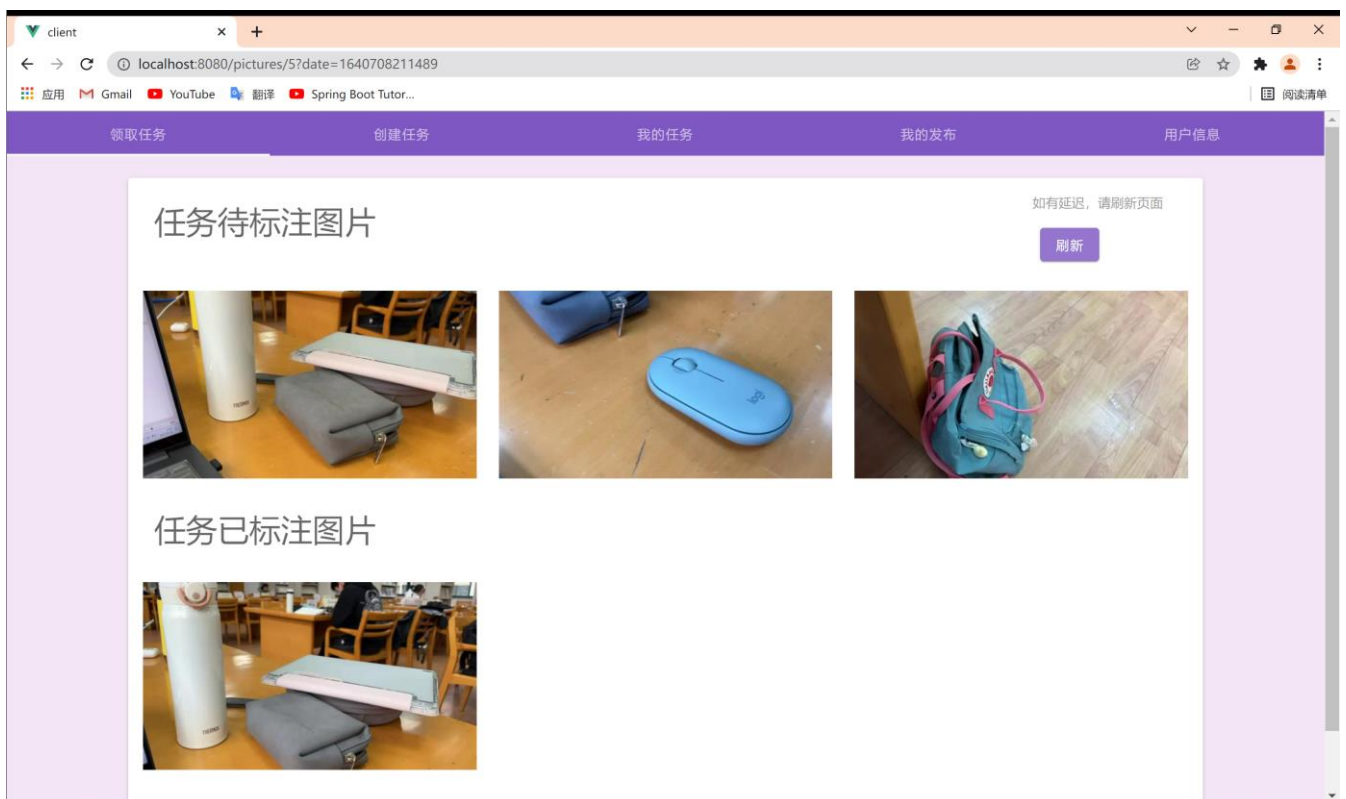 client
localhost:8080/pictures/5?date=1640708211489
应用 Gmail YouTube 翻译 Spring Boot Tutor... 阅读清单
领取任务 创建任务 我的任务 我的发布 用户信息
任务待标注图片
如有延迟，请刷新页面
刷新
THERMOS
logi
任务已标注图片
THERMOS